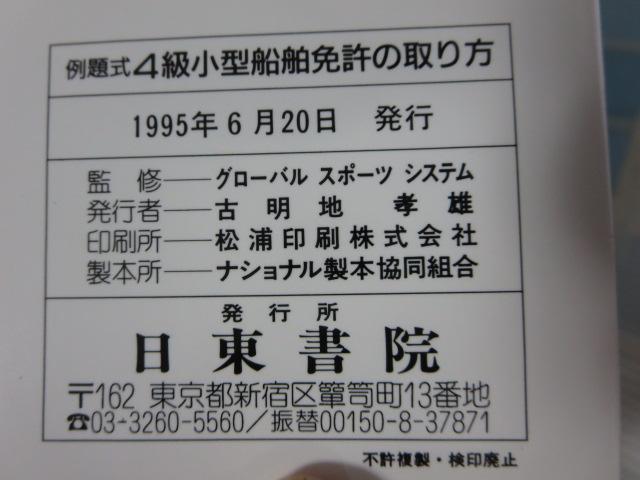 例題式4級小型船舶免許の取り方
1995年6月20日 発行
監修──グローバル スポーツ システム
発行者──古明地 孝雄
印刷所──松浦印刷株式会社
製本所──ナショナル製本協同組合
発行所
日東書院
〒162 東京都新宿区簞笥町13番地
☎03-3260-5560／振替00150-8-37871
不許複製・検印廃止